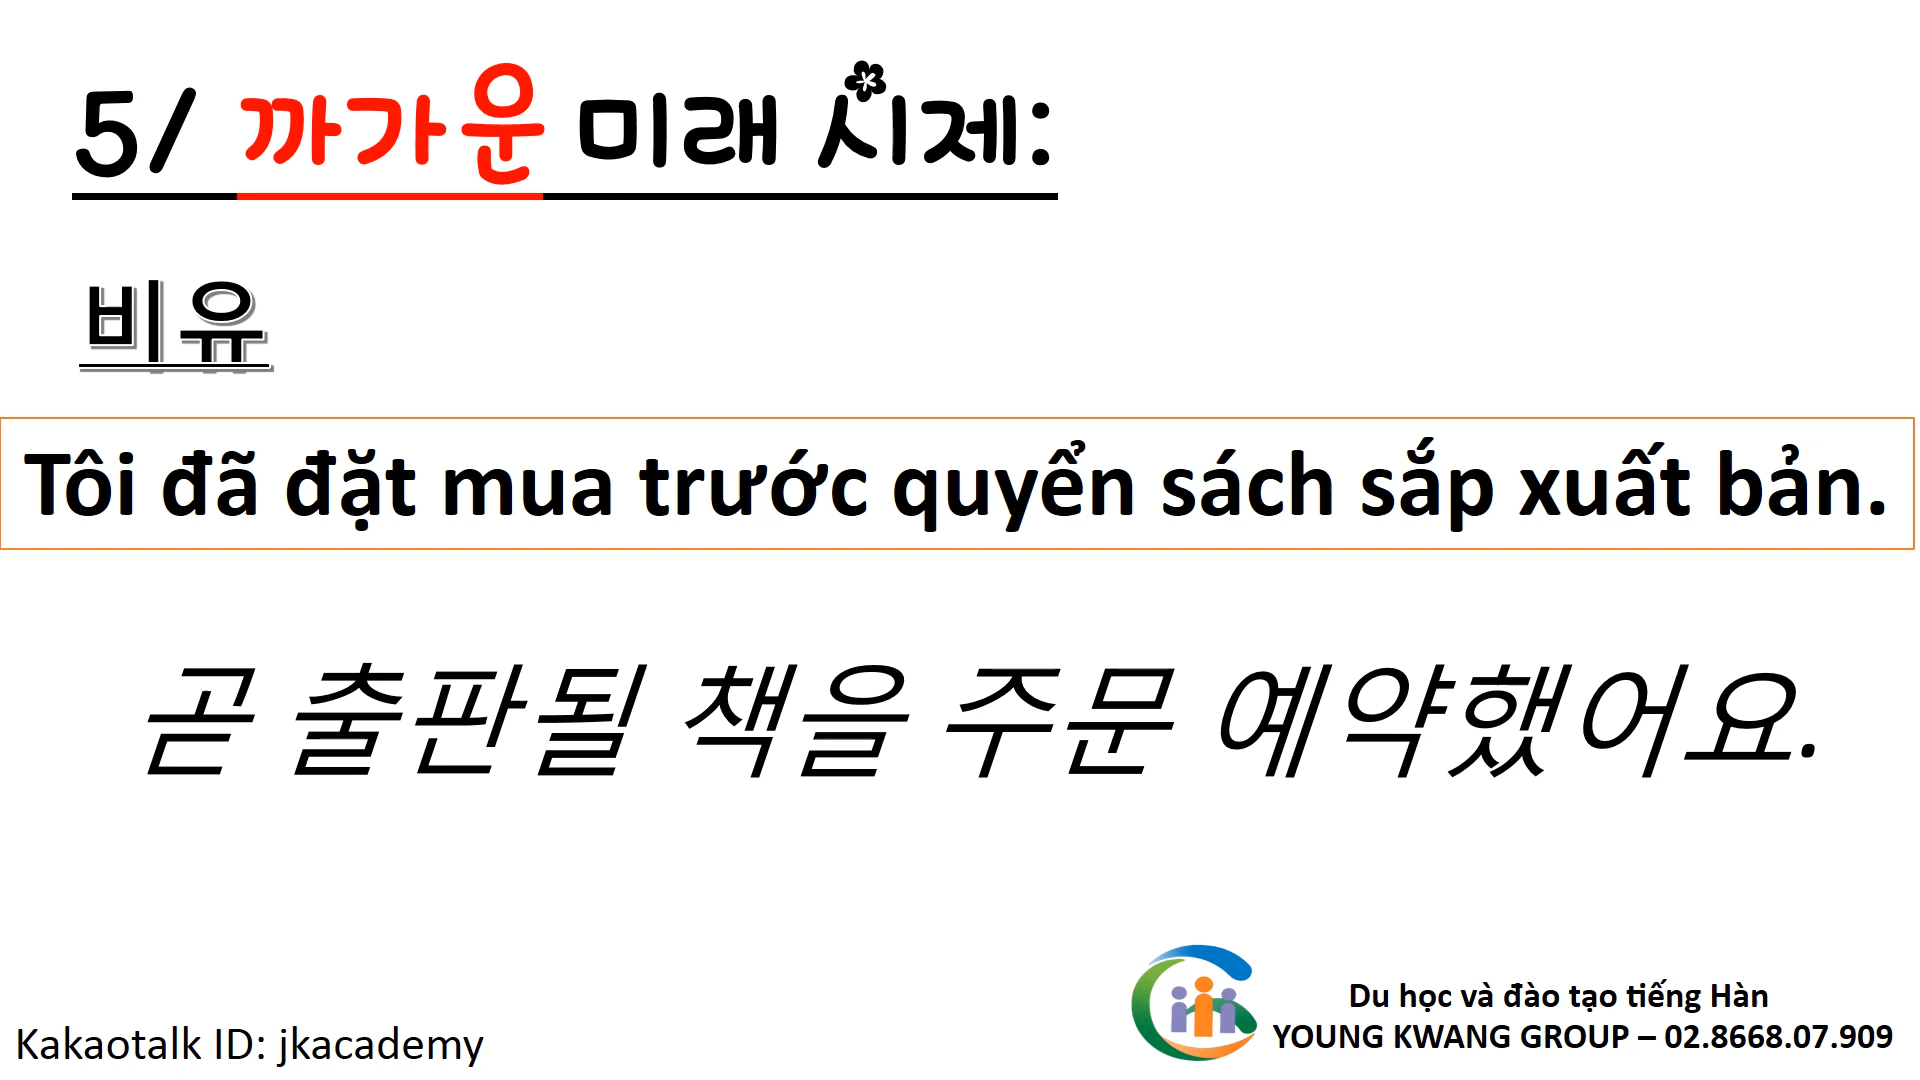 5/ 까가운 미래 시제:
비유
Tôi đã đặt mua trước quyển sách sắp xuất bản.
곧 출판될 책을 주문 예약했어요.
Du học và đào tạo tiếng Hàn
YOUNG KWANG GROUP – 02.8668.07.909
Kakaotalk ID: jkacademy